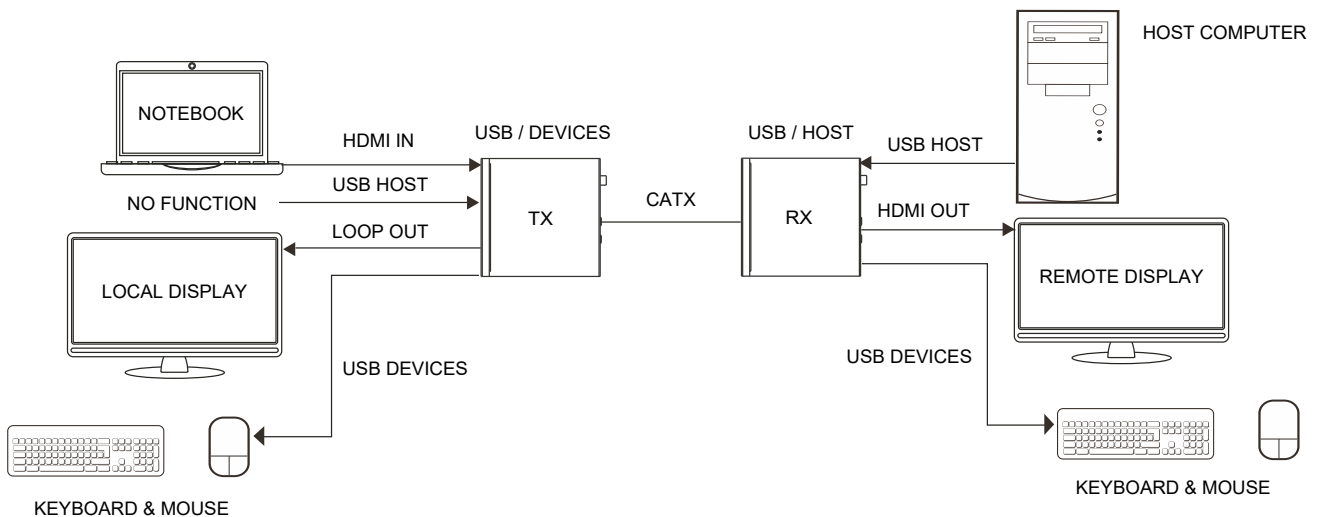 HOST COMPUTER
NOTEBOOK
HDMI IN
USB / DEVICES
USB / HOST
USB HOST
NO FUNCTION
USB HOST
TX
CATX
RX
HDMI OUT
LOOP OUT
LOCAL DISPLAY
REMOTE DISPLAY
USB DEVICES
USB DEVICES
KEYBOARD & MOUSE
KEYBOARD & MOUSE